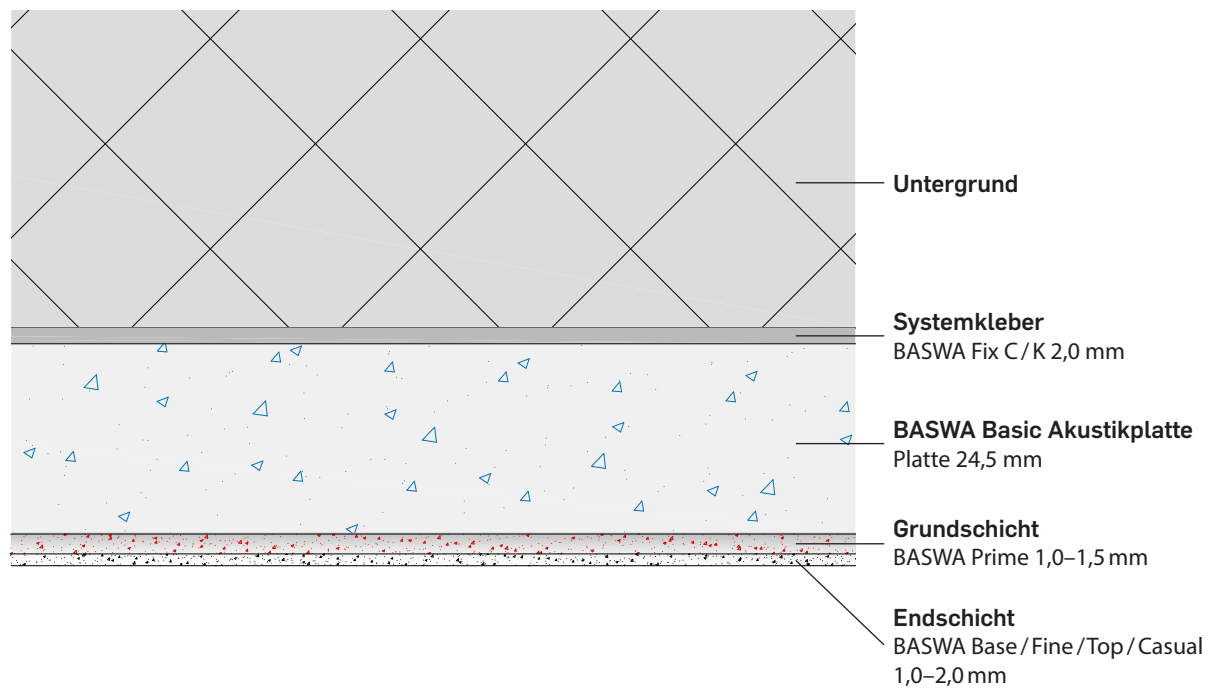 Untergrund
Systemkleber
BASWA Fix C / K 2,0 mm
BASWA Basic Akustikplatte
Platte 24,5 mm
Grundschicht
BASWA Prime 1,0–1,5 mm
Endschicht
BASWA Base / Fine / Top / Casual
1,0–2,0 mm